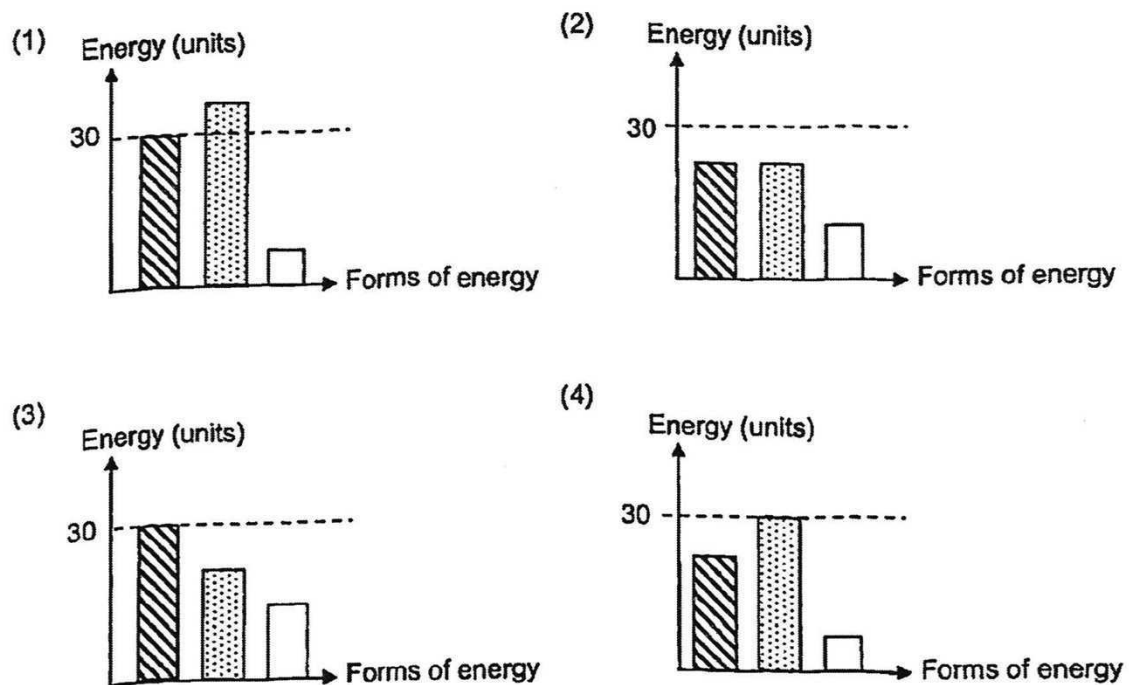 (1)
Energy (units)
30
Forms of energy
(2)
Energy (units)
30
Forms of energy
(3)
Energy (units)
30
Forms of energy
(4)
Energy (units)
30
Forms of energy